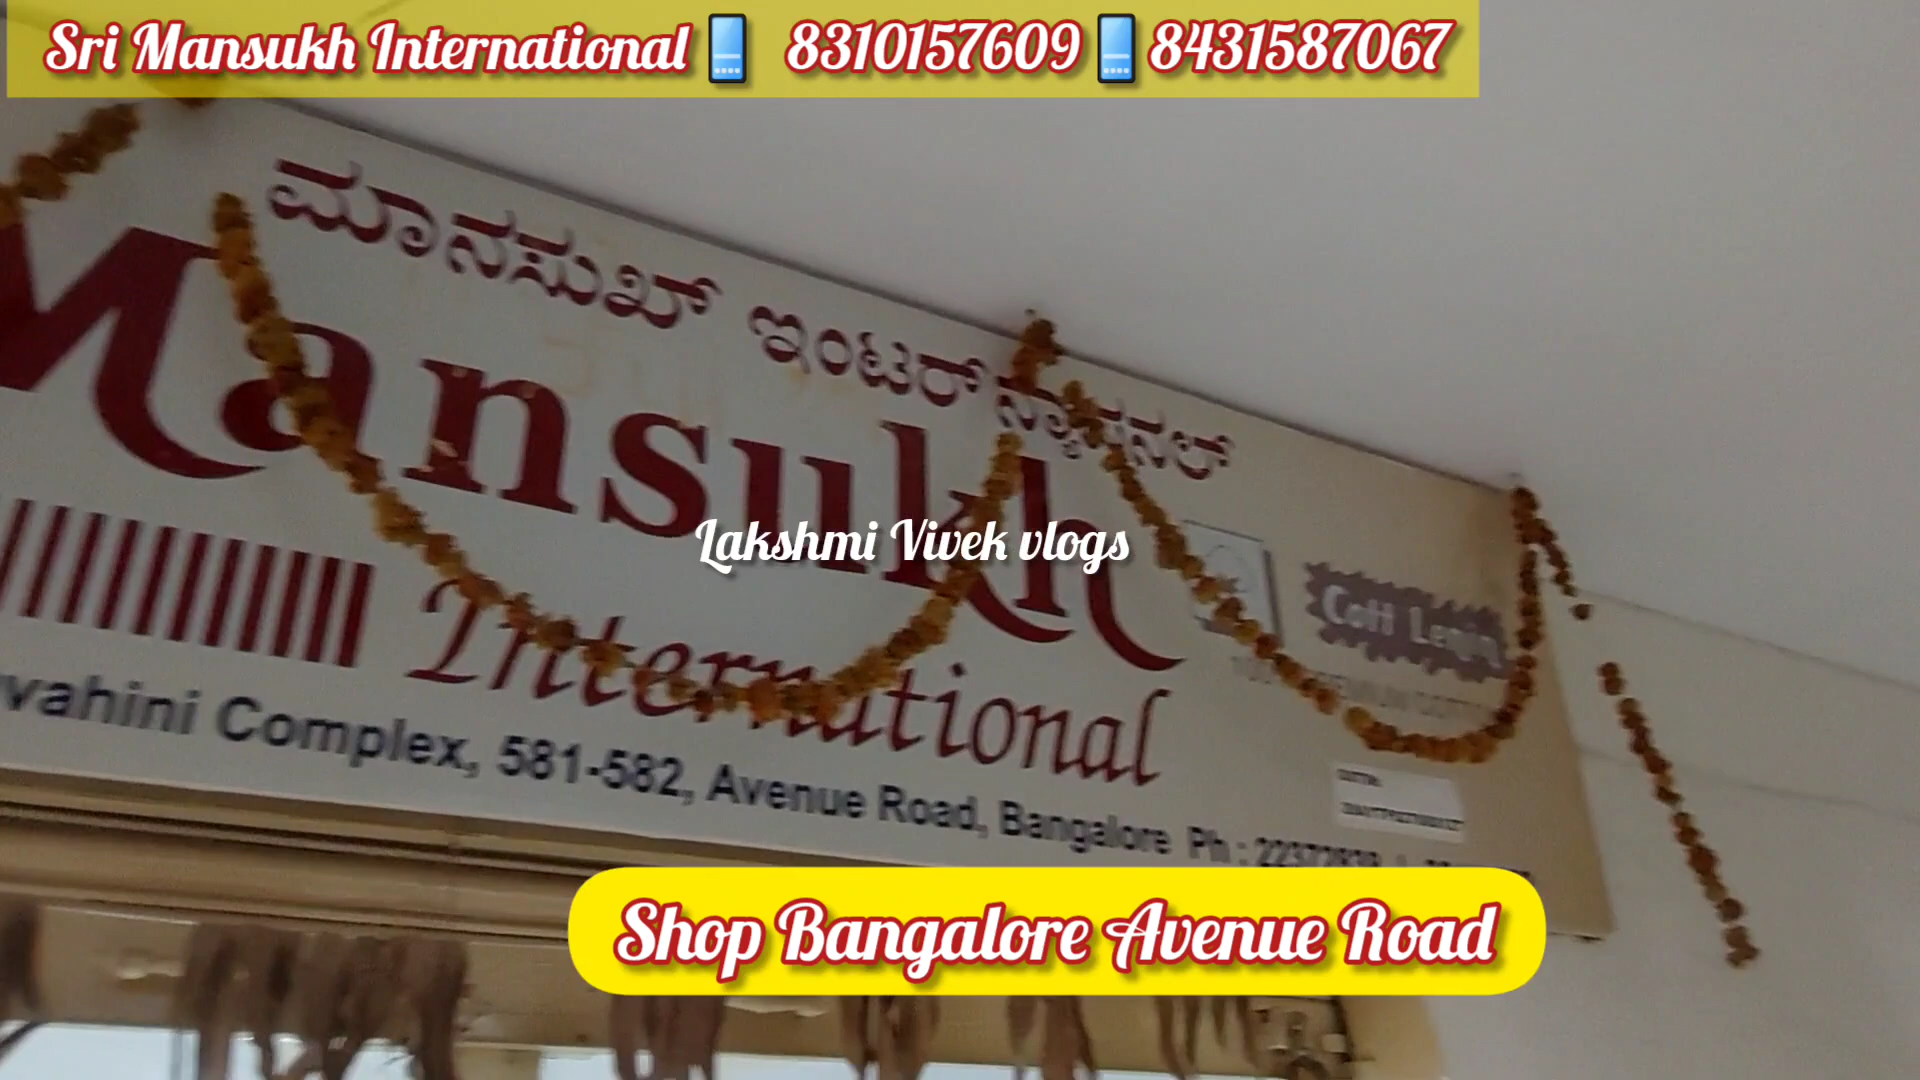 Sri Mansukh International 8310157609 8431587067
ಮಾನಸುಖ್ ಇಂಟರ್ ನ್ಯಾಷನಲ್
Mansukh
Lakshmi Vivek vlogs
International
Complex, 581-582, Avenue Road, Bangalore Ph :
Shop Bangalore Avenue Road